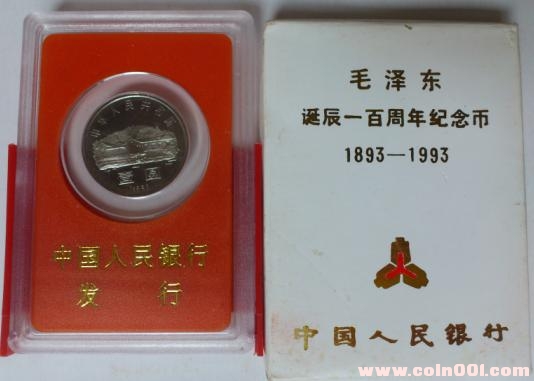 中华人民共和国
壹圆
1993
中国人民银行
发 行
毛泽东
诞辰一百周年纪念币
1893—1993
中国人民银行
www.coin001.com